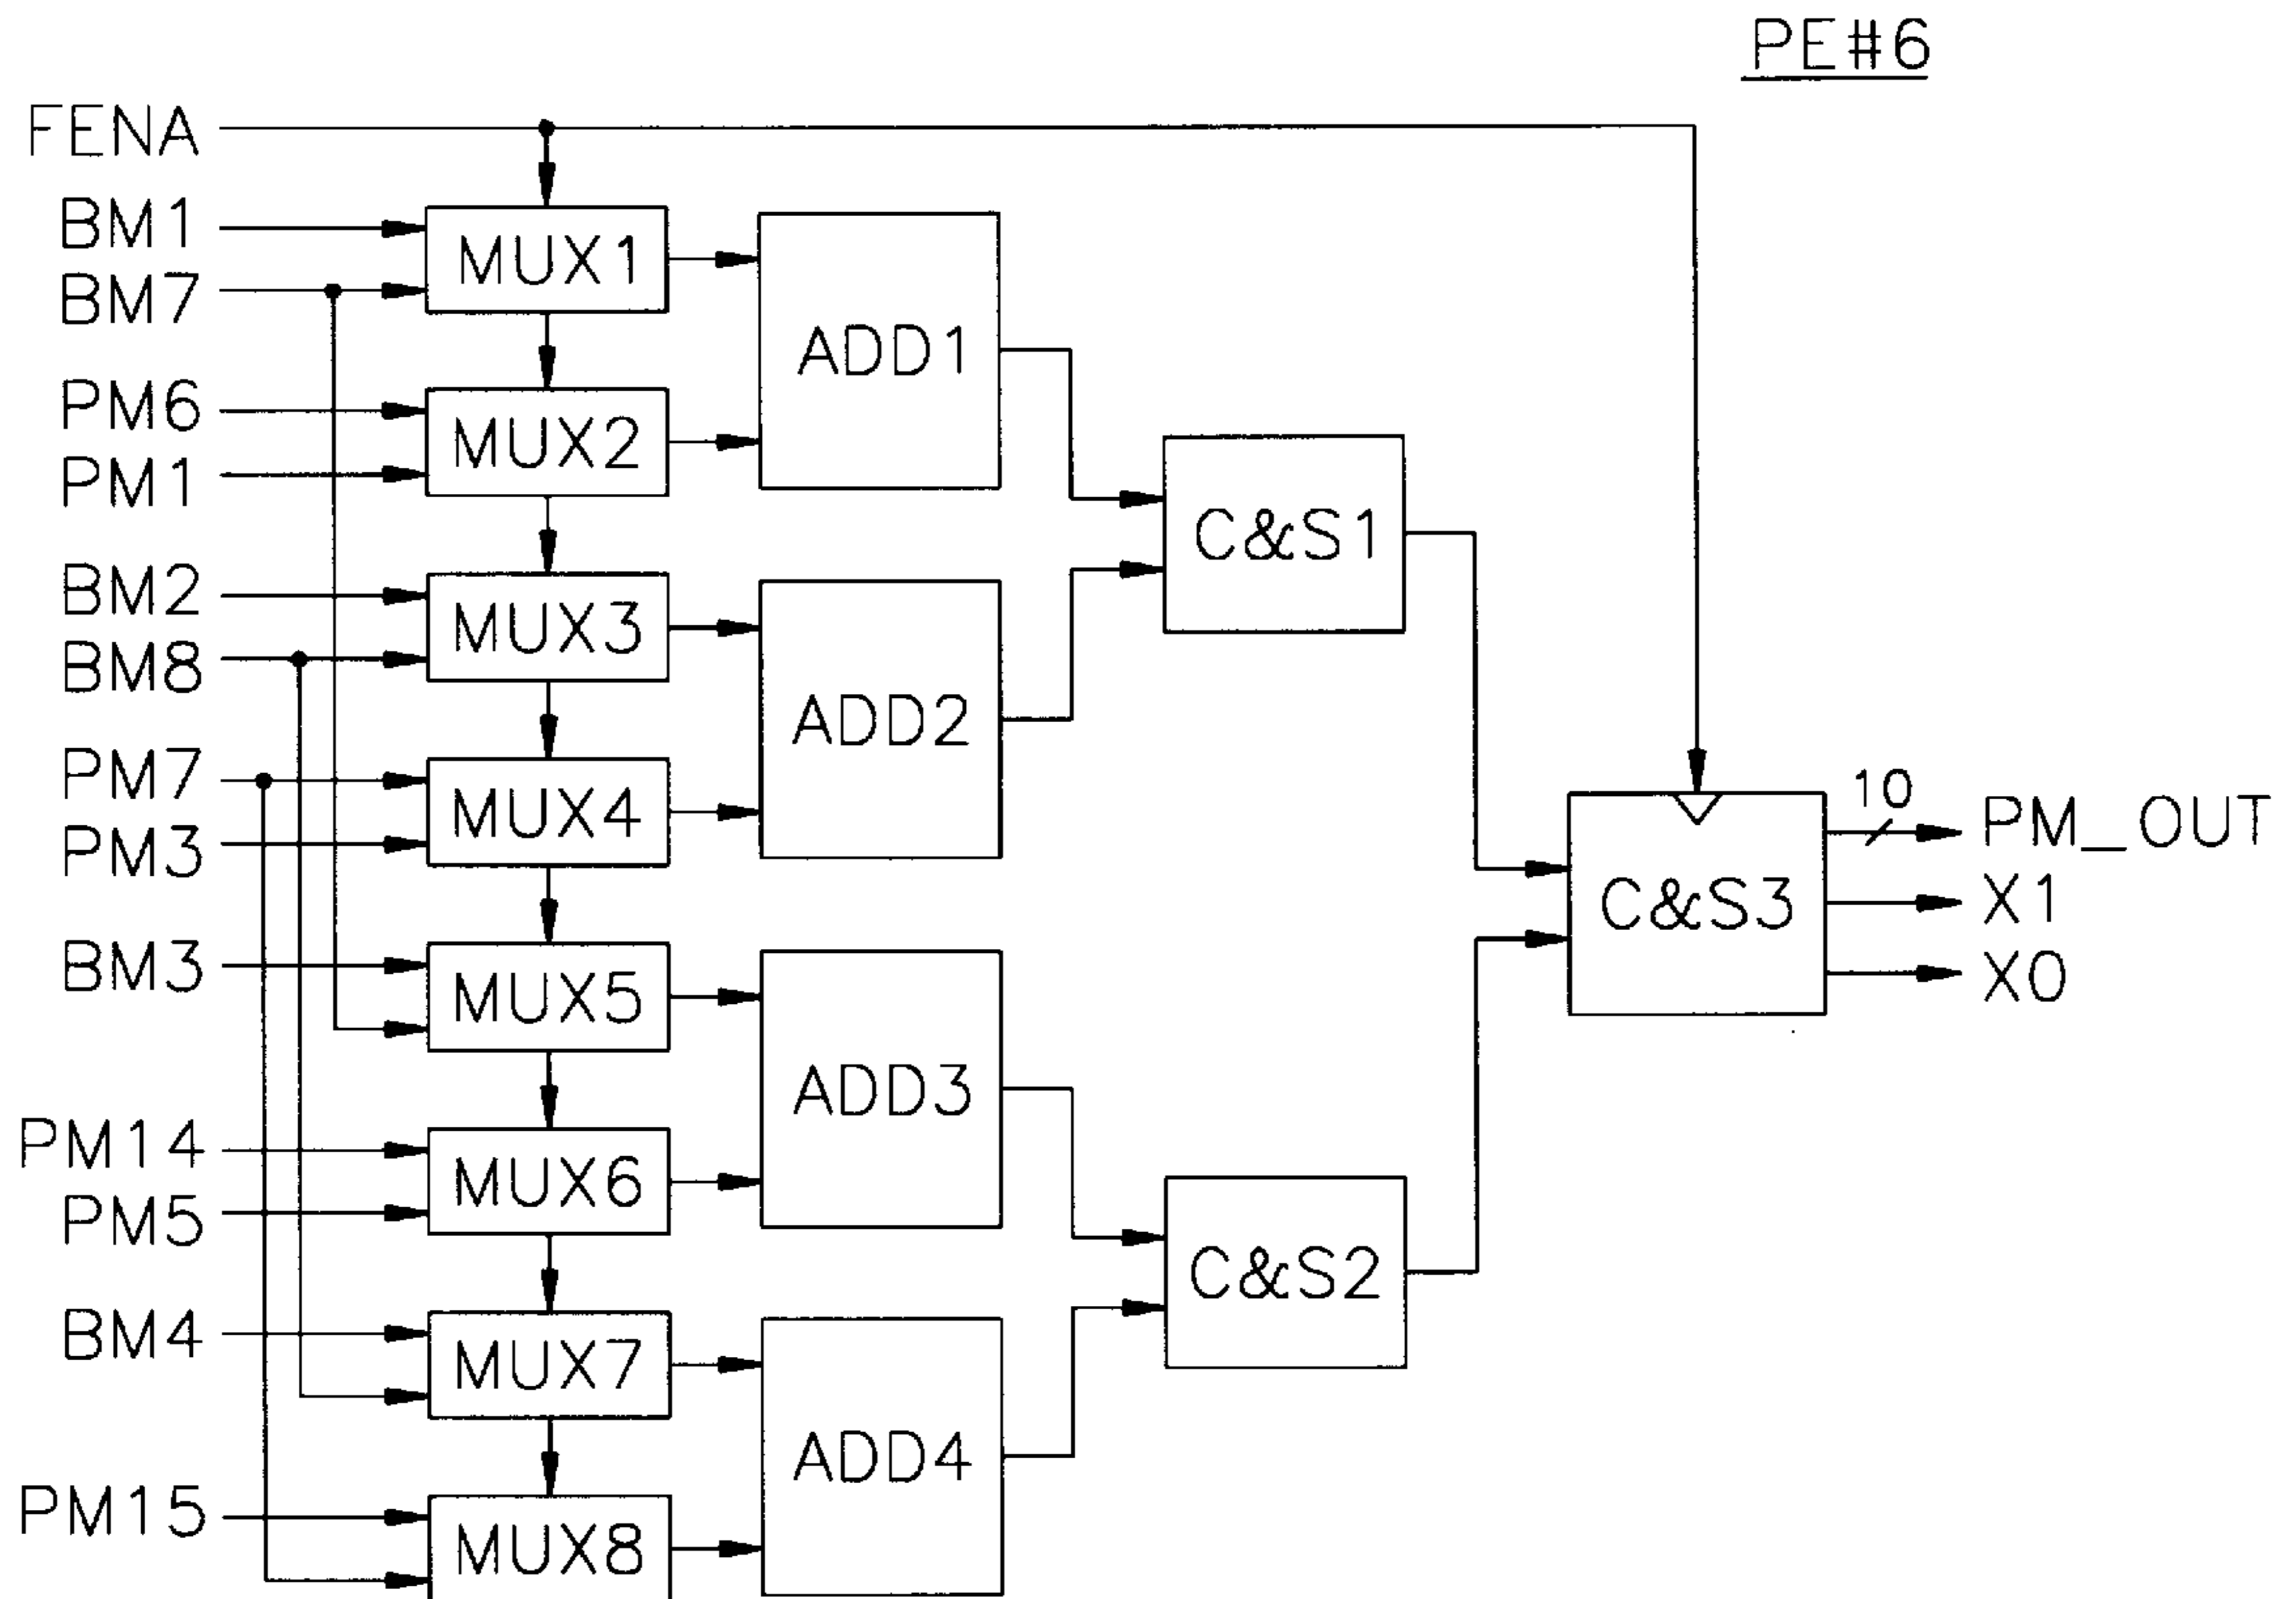 PE#6
FENA
BM1
BM7
MUX1
ADD1
PM6
PM1
MUX2
C&S1
BM2
BM8
MUX3
ADD2
PM7
PM3
MUX4
10
PM_OUT
C&S3
X1
X0
BM3
MUX5
ADD3
PM14
PM5
MUX6
C&S2
BM4
MUX7
ADD4
PM15
MUX8